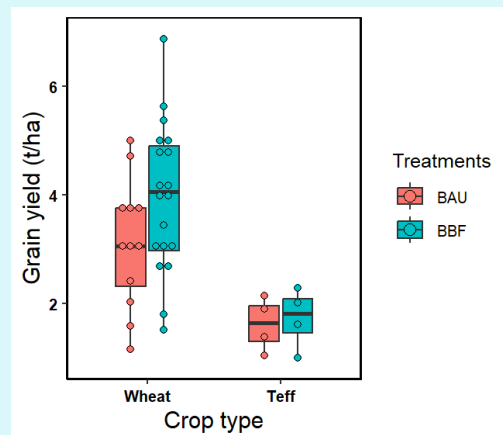 Grain yield (t/ha)
6
4
2
Wheat
Teff
Crop type
Treatments
BAU
BBF